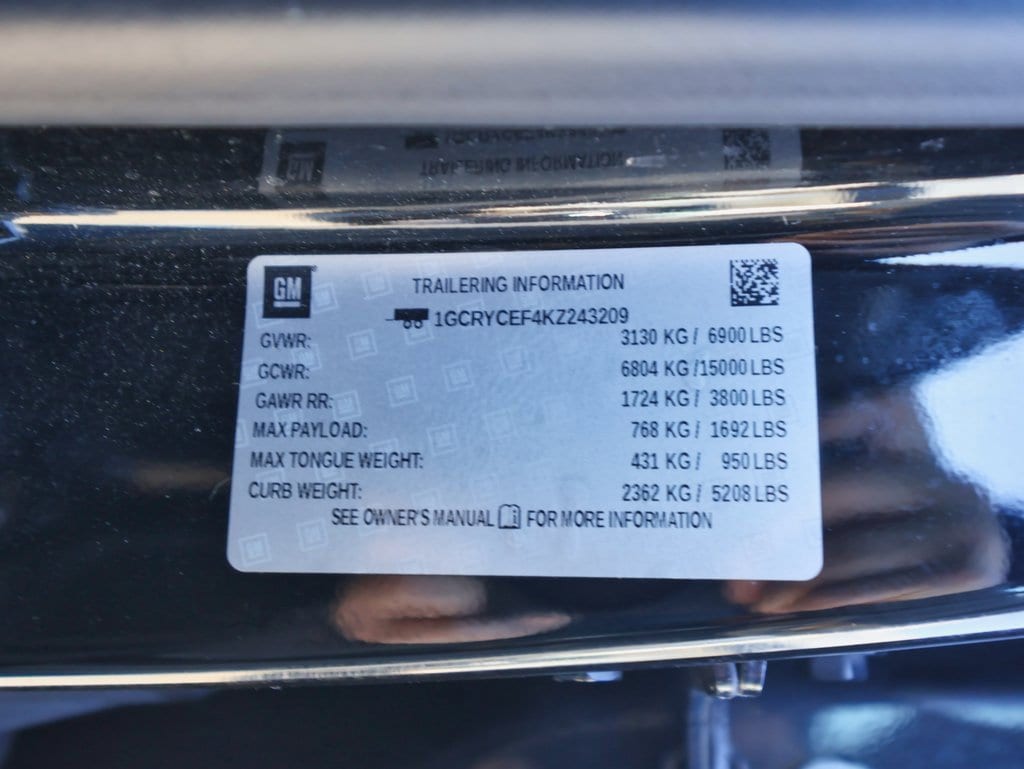 GM
TRAILERING INFORMATION
1GCRYCEF4KZ243209
GVWR: 3130 KG / 6900 LBS
GCWR: 6804 KG / 15000 LBS
GAWR RR: 1724 KG / 3800 LBS
MAX PAYLOAD: 768 KG / 1692 LBS
MAX TONGUE WEIGHT: 431 KG / 950 LBS
CURB WEIGHT: 2362 KG / 5208 LBS
SEE OWNER'S MANUAL FOR MORE INFORMATION